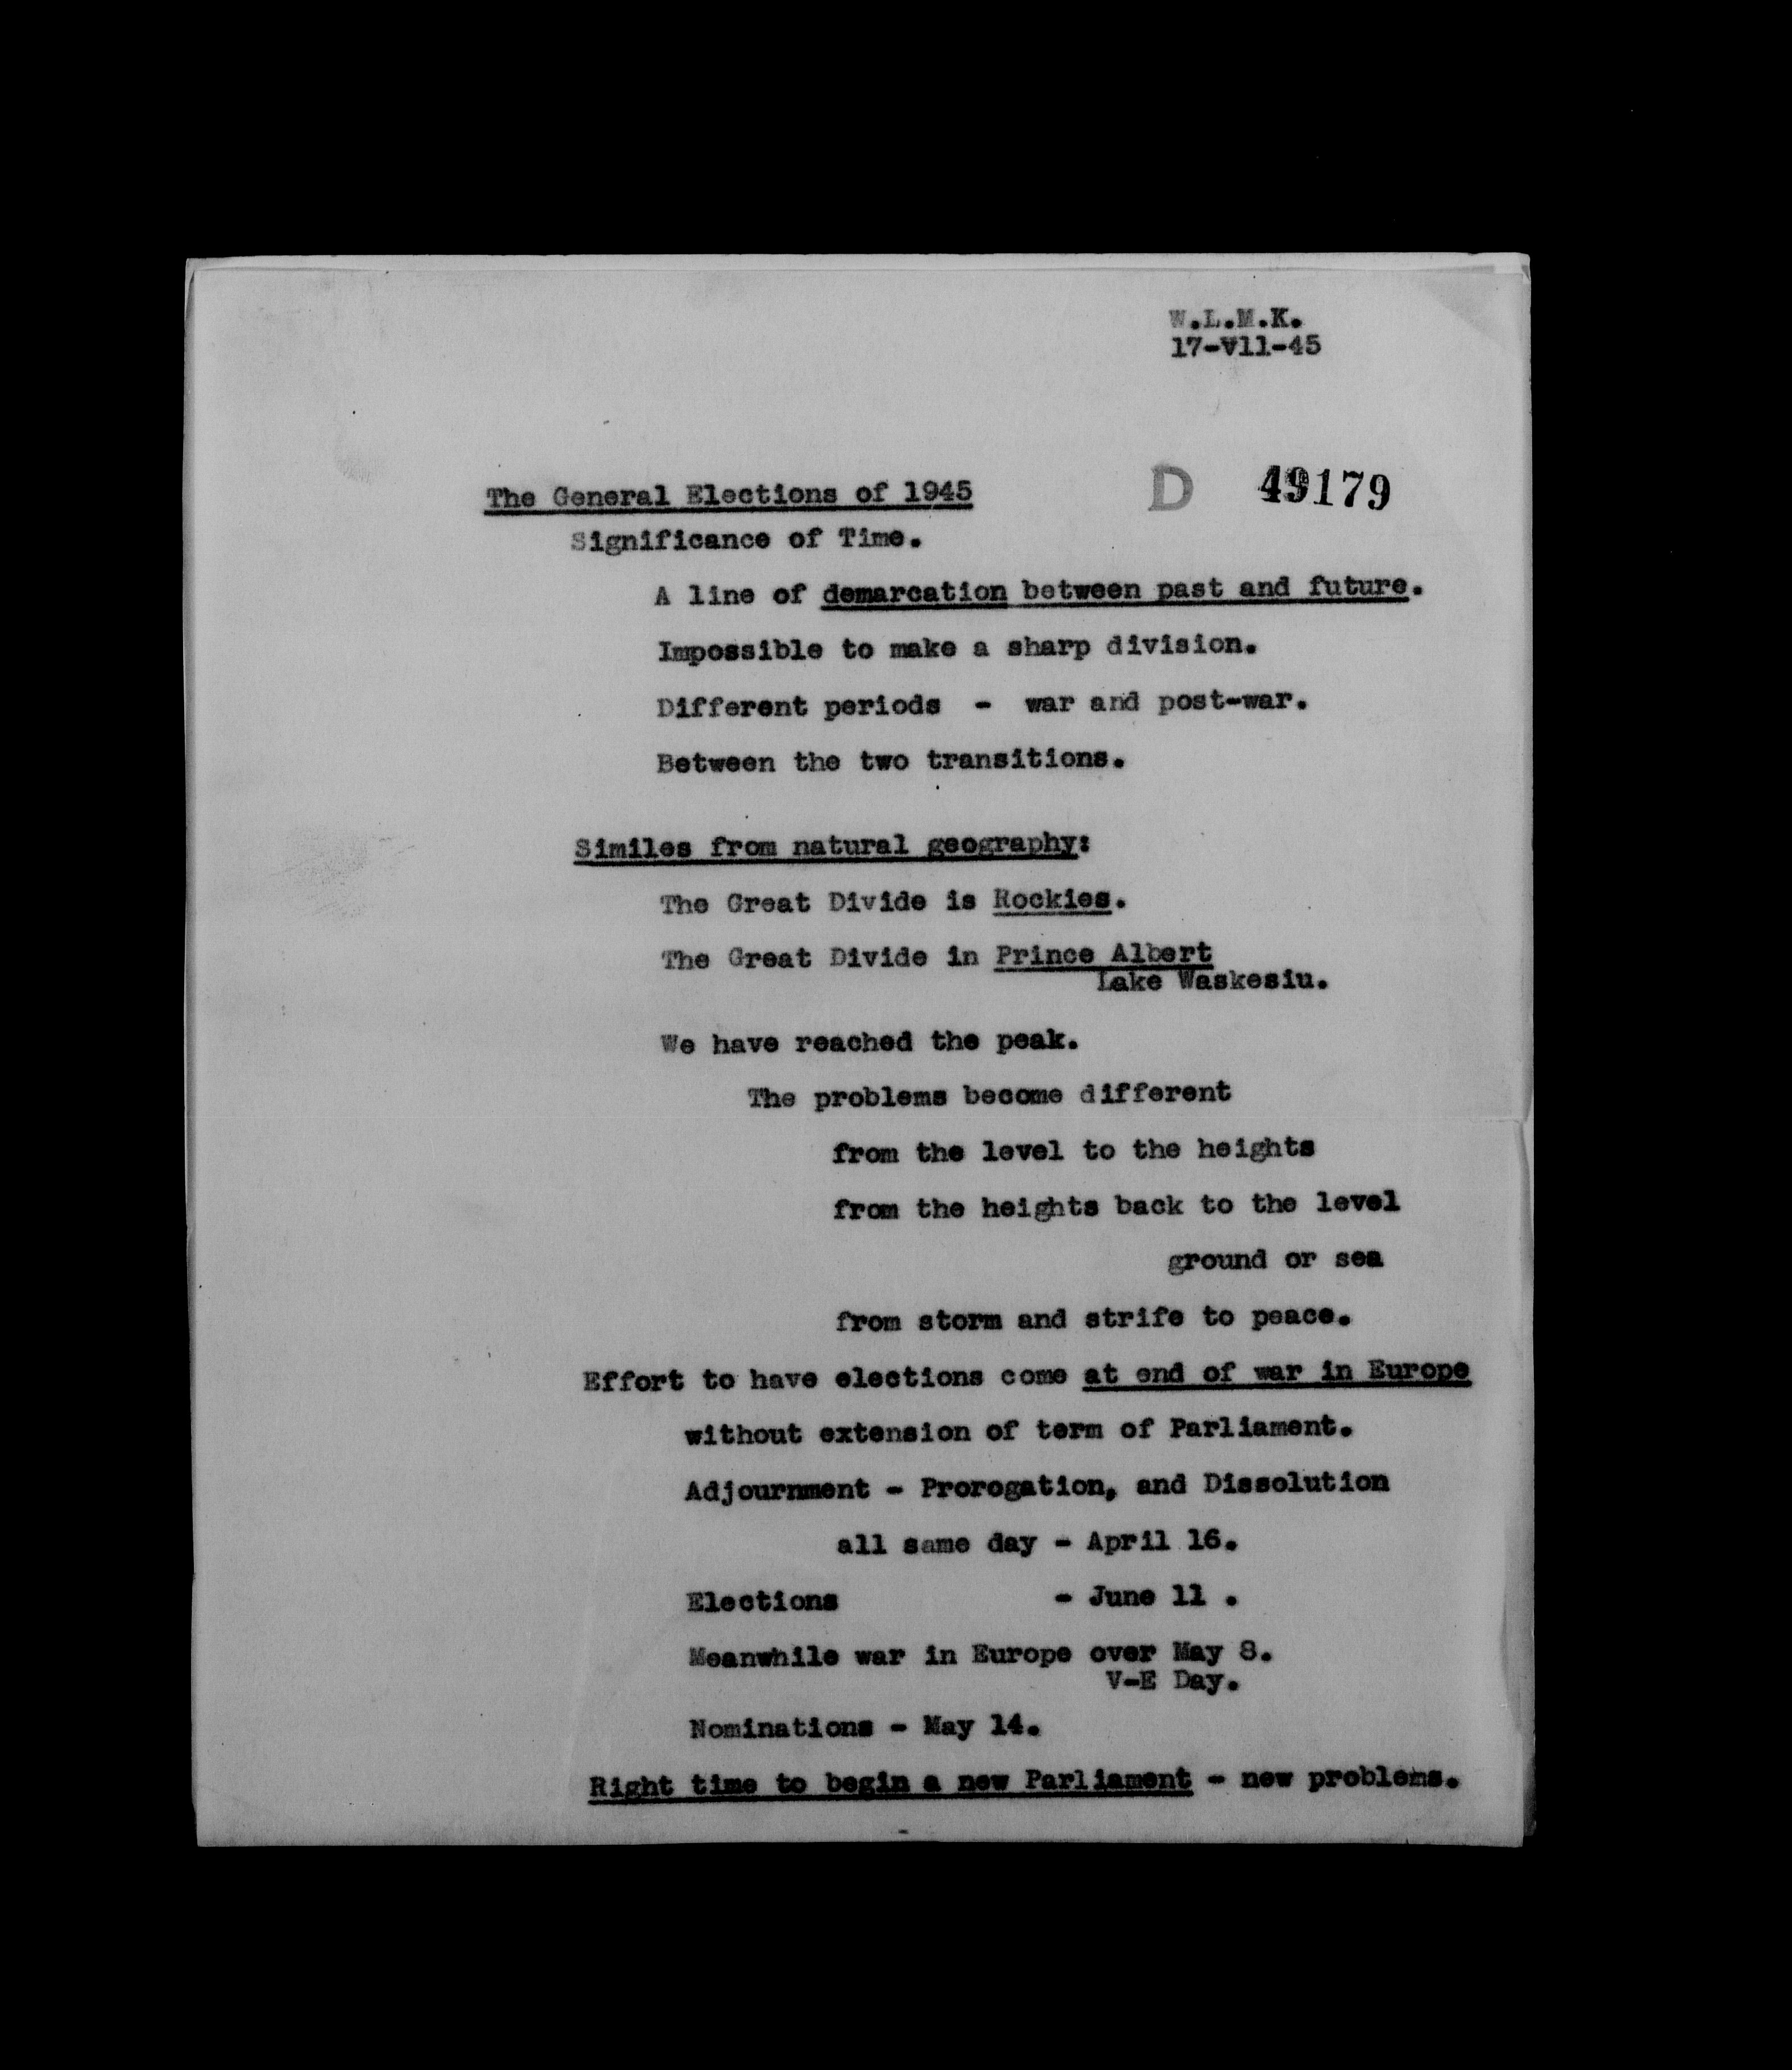 W.L.M.K.
17-V11-45
The General Elections of 1945
D 49179
Significance of Time.
A line of demarcation between past and future.
Impossible to make a sharp division.
Different periods - war and post-war.
Between the two transitions.
Similes from natural geography:
The Great Divide is Rockies.
The Great Divide in Prince Albert
Lake Waskesiu.
We have reached the peak.
The problems become different
from the level to the heights
from the heights back to the level
ground or sea
from storm and strife to peace.
Effort to have elections come at end of war in Europe
without extension of term of Parliament.
Adjournment - Prorogation, and Dissolution
all same day - April 16.
Elections - June 11 .
Meanwhile war in Europe over May 8.
V-E Day.
Nominations - May 14.
Right time to begin a new Parliament - new problems.